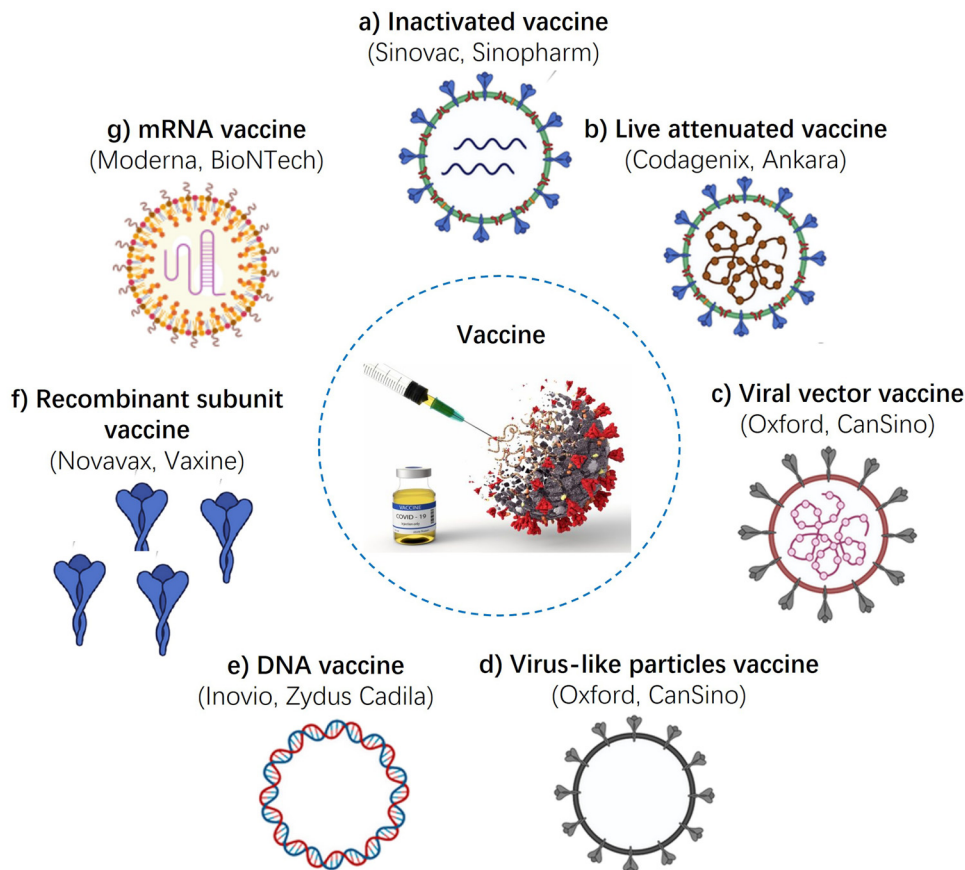 a) Inactivated vaccine
(Sinovac, Sinopharm)
g) mRNA vaccine
(Moderna, BioNTech)
b) Live attenuated vaccine
(Codagenix, Ankara)
Vaccine
f) Recombinant subunit
vaccine
(Novavax, Vaxine)
c) Viral vector vaccine
(Oxford, CanSino)
VACCINE
COVID - 19
e) DNA vaccine
(Inovio, Zydus Cadila)
d) Virus-like particles vaccine
(Oxford, CanSino)